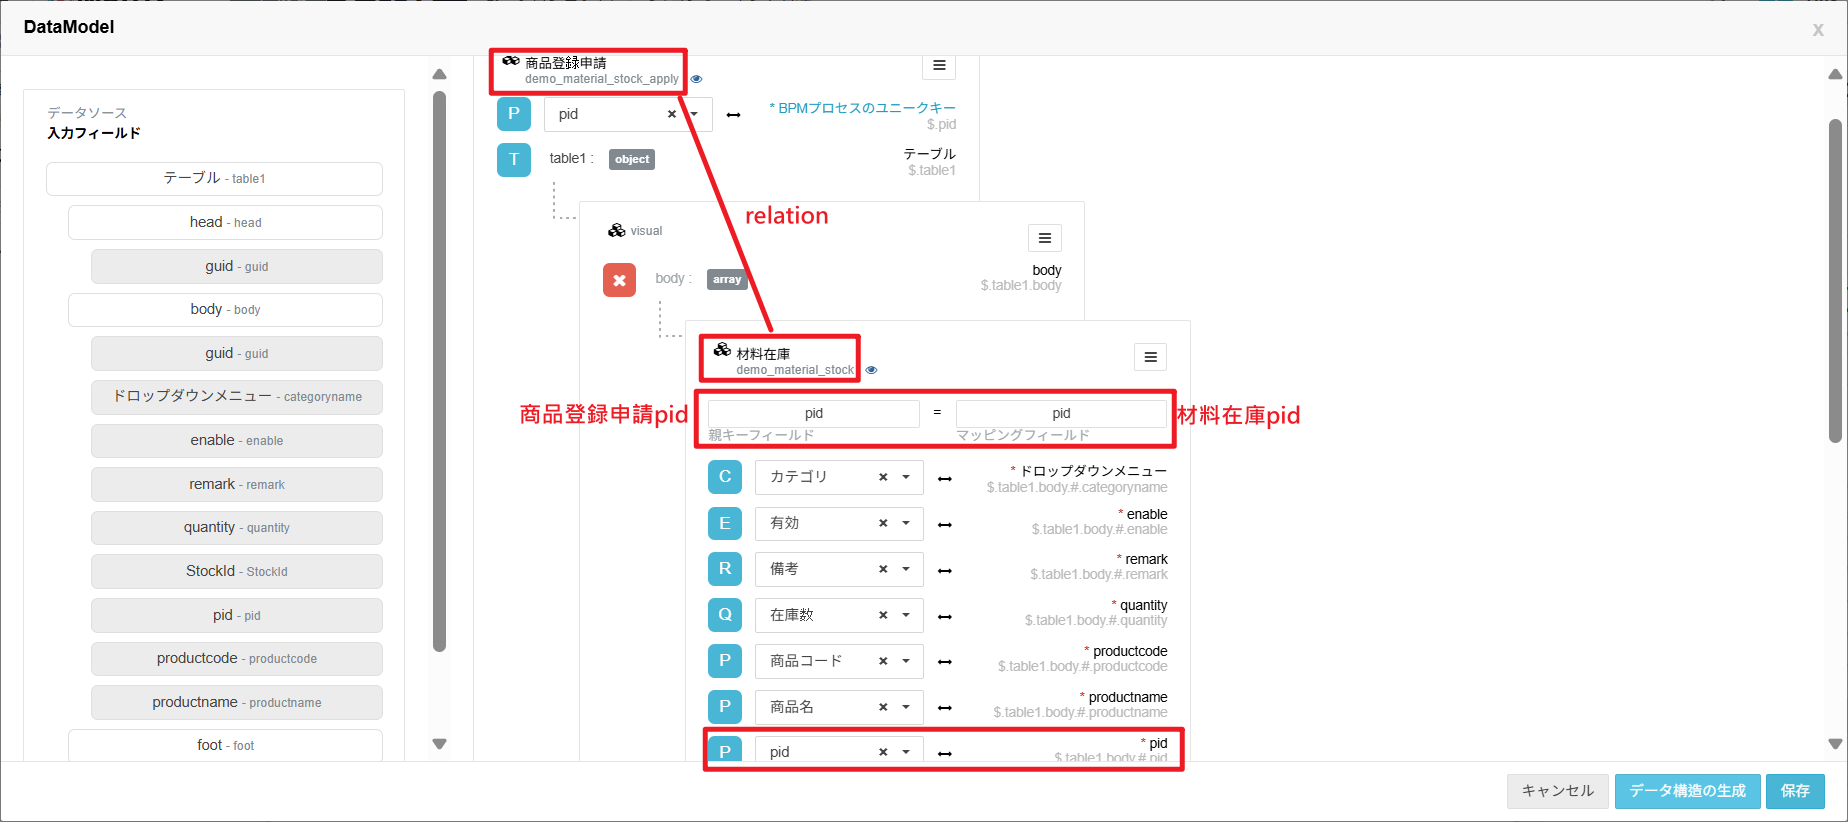 DataModel
x
データソース
入力フィールド
テーブル - table1
head - head
guid - guid
body - body
guid - guid
ドロップダウンメニュー - categoryname
enable - enable
remark - remark
quantity - quantity
StockId - StockId
pid - pid
productcode - productcode
productname - productname
foot - foot
商品登録申請
demo_material_stock_apply
P
pid
* BPMプロセスのユニークキー
$.pid
T
table1 :
object
テーブル
$.table1
relation
visual
body :
array
body
$.table1.body
材料在庫
demo_material_stock
商品登録申請pid
pid
=
pid
材料在庫pid
親キーフィールド
マッピングフィールド
C
カテゴリ
* ドロップダウンメニュー
$.table1.body.#.categoryname
E
有効
* enable
$.table1.body.#.enable
R
備考
* remark
$.table1.body.#.remark
Q
在庫数
* quantity
$.table1.body.#.quantity
P
商品コード
* productcode
$.table1.body.#.productcode
P
商品名
* productname
$.table1.body.#.productname
P
pid
* pid
$.table1.body.#.pid
キャンセル
データ構造の生成
保存